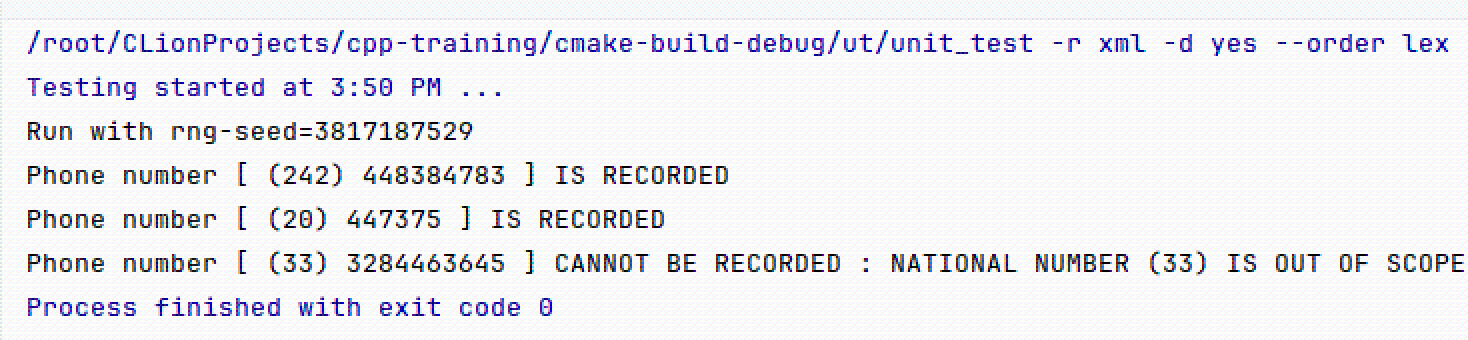 /root/CLionProjects/cpp-training/cmake-build-debug/ut/unit_test -r xml -d yes --order lex
Testing started at 3:50 PM ...
Run with rng-seed=3817187529
Phone number [ (242) 448384783 ] IS RECORDED
Phone number [ (20) 447375 ] IS RECORDED
Phone number [ (33) 3284463645 ] CANNOT BE RECORDED : NATIONAL NUMBER (33) IS OUT OF SCOPE
Process finished with exit code 0